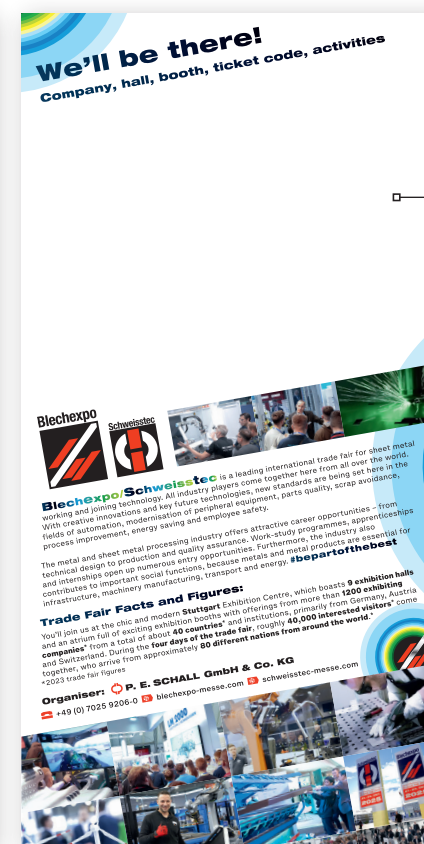 We'll be there!
Company, hall, booth, ticket code, activities
Blechexpo
Schweisstec
Blechexpo/Schweisstec is a leading international trade fair for sheet metal
working and joining technology. All industry players come together here from all over the world.
With creative innovations and key future technologies, new standards are being set here in the
fields of automation, modernisation of peripheral equipment, parts quality, scrap avoidance,
process improvement, energy saving and employee safety.
The metal and sheet metal processing industry offers attractive career opportunities – from
technical design to production and quality assurance. Work-study programmes, apprenticeships
and internships open up numerous entry opportunities. Furthermore, the industry also
contributes to important social functions, because metals and metal products are essential for
infrastructure, machinery manufacturing, transport and energy. #bepartofthebest
Trade Fair Facts and Figures:
You'll join us at the chic and modern Stuttgart Exhibition Centre, which boasts 9 exhibition halls
and an atrium full of exciting exhibition booths with offerings from more than 1200 exhibiting
companies* from a total of about 40 countries* and institutions, primarily from Germany, Austria
and Switzerland. During the four days of the trade fair, roughly 40,000 interested visitors* come
together, who arrive from approximately 80 different nations from around the world.*
*2023 trade fair figures
Organiser: P. E. SCHALL GmbH & Co. KG
+49 (0) 7025 9206-0 blechexpo-messe.com schweisstec-messe.com
2025
2025